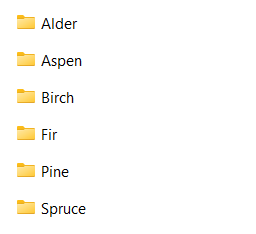 Alder
Aspen
Birch
Fir
Pine
Spruce